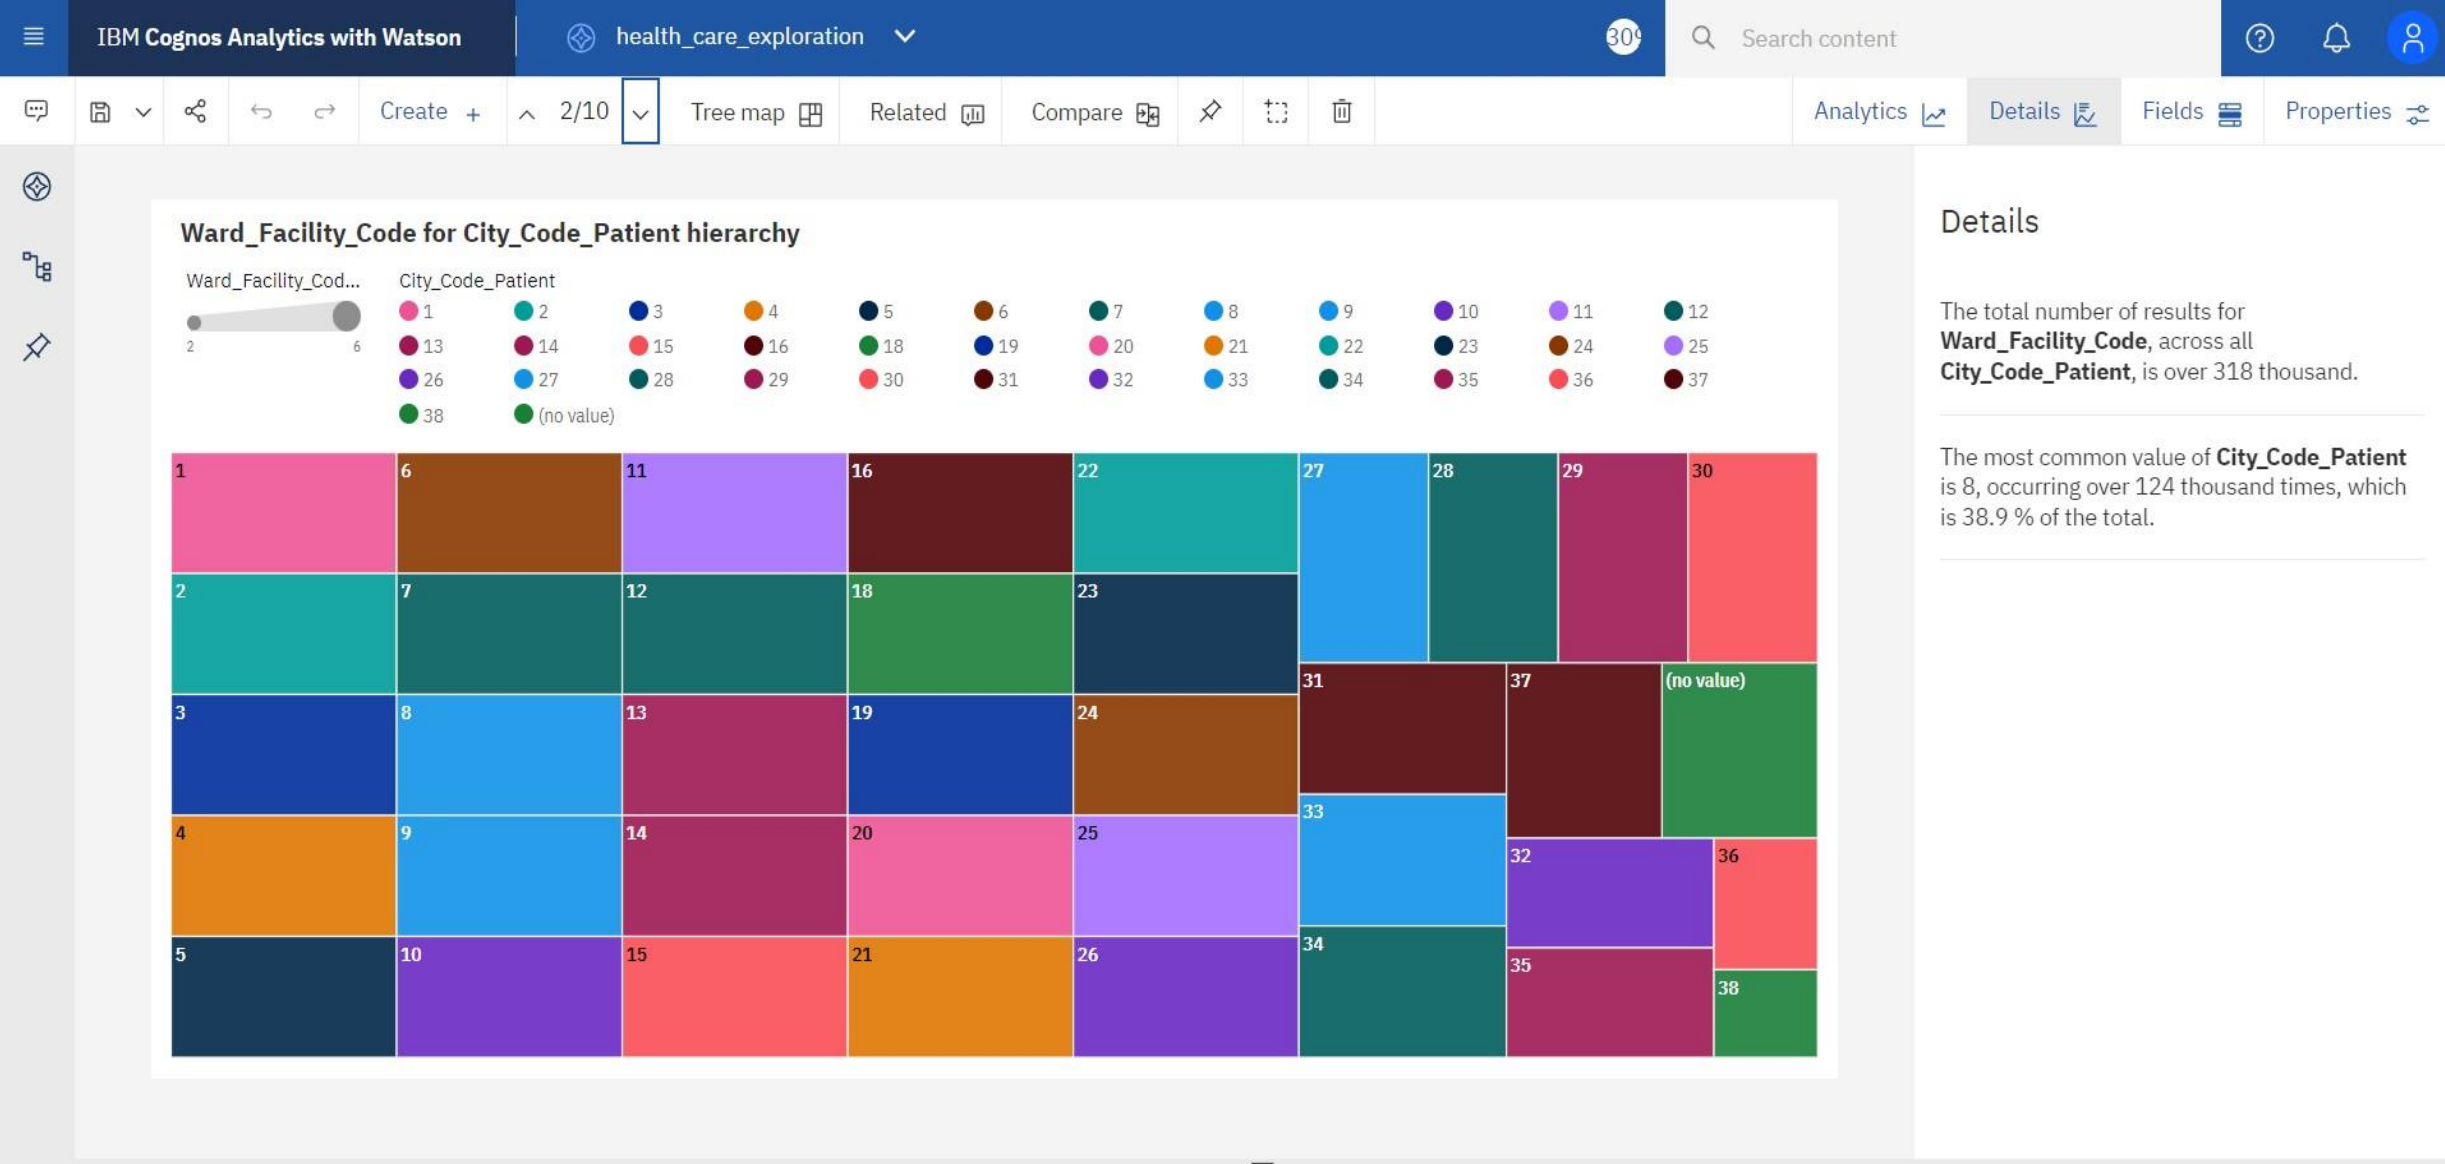 IBM Cognos Analytics with Watson
health_care_exploration
Search content
Create +
2/10
Tree map
Related
Compare
Analytics
Details
Fields
Properties
Ward_Facility_Code for City_Code_Patient hierarchy
Ward_Facility_Cod...
2 6
City_Code_Patient
1 2 3 4 5 6 7 8 9 10 11 12
13 14 15 16 18 19 20 21 22 23 24 25
26 27 28 29 30 31 32 33 34 35 36 37
38 (no value)
1 6 11 16 22 27 28 29 30
2 7 12 18 23
31 37 (no value)
3 8 13 19 24
33
4 9 14 20 25
32 36
34
5 10 15 21 26
35
38
Details
The total number of results for
Ward_Facility_Code, across all
City_Code_Patient, is over 318 thousand.
The most common value of City_Code_Patient
is 8, occurring over 124 thousand times, which
is 38.9 % of the total.